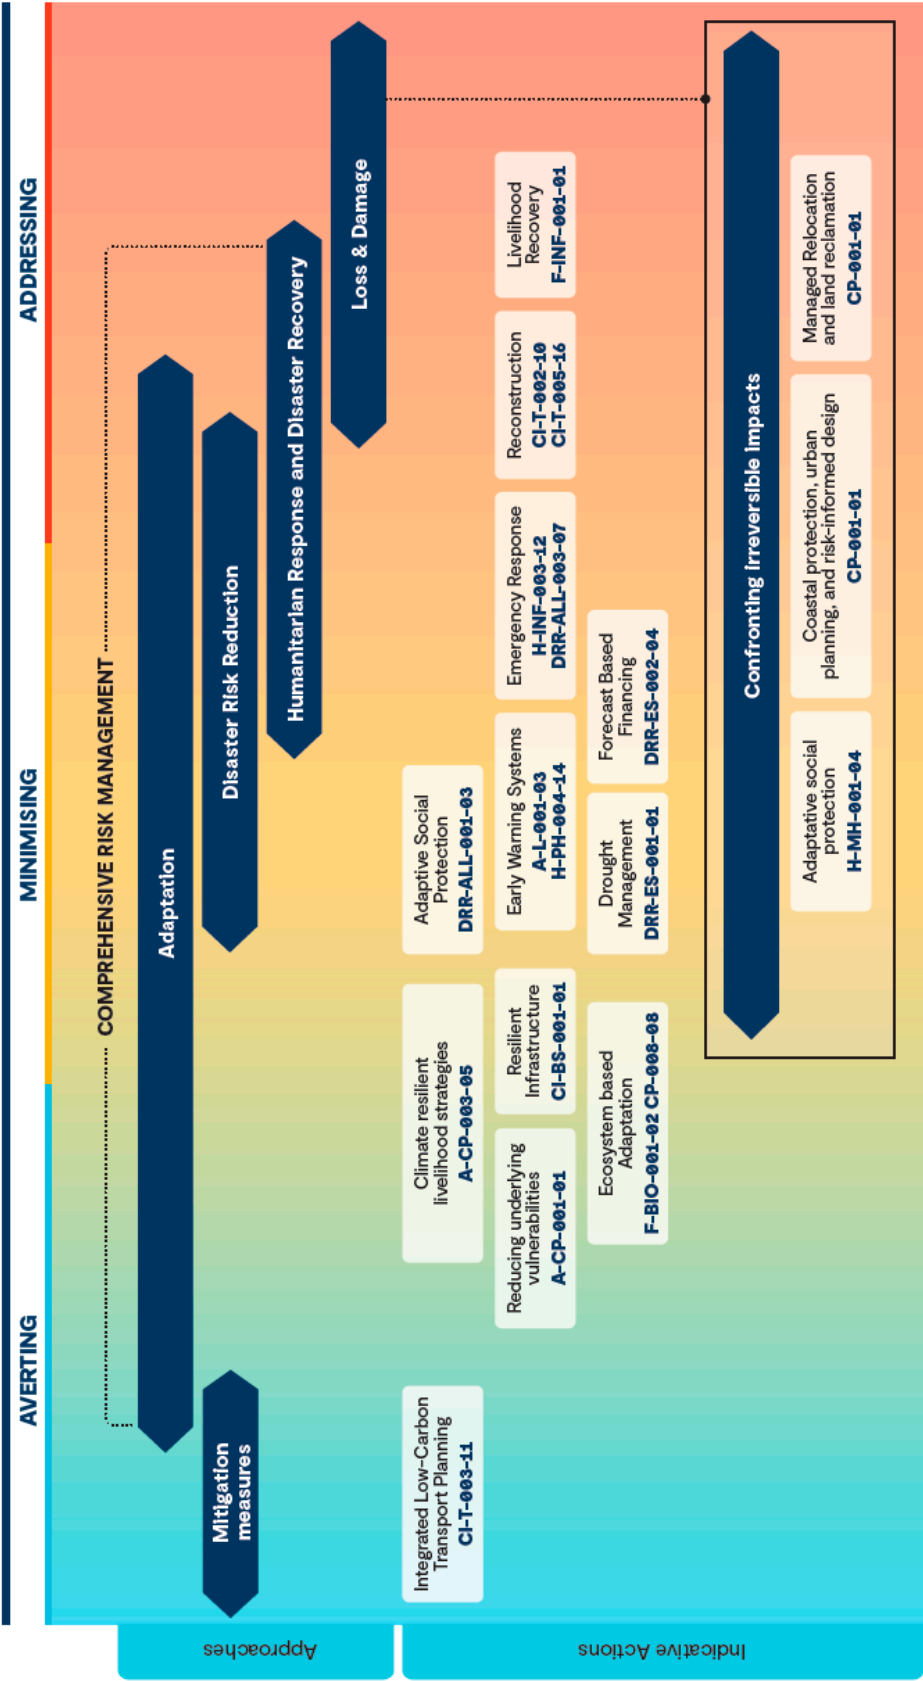 AVERTING
MINIMISING
ADDRESSING
COMPREHENSIVE RISK MANAGEMENT
Approaches
Adaptation
Mitigation
measures
Disaster Risk Reduction
Humanitarian Response and Disaster Recovery
Loss & Damage
Indicative Actions
Integrated Low-Carbon
Transport Planning
CI-T-003-11
Climate resilient
livelihood strategies
A-CP-003-05
Adaptive Social
Protection
DRR-ALL-001-03
Reducing underlying
vulnerabilities
A-CP-001-01
Resilient
Infrastructure
CI-BS-001-01
Early Warning Systems
A-L-001-03
H-PH-004-14
Emergency Response
H-INF-003-12
DRR-ALL-003-07
Reconstruction
CI-T-002-10
CI-T-005-16
Livelihood
Recovery
F-INF-001-01
Ecosystem based
Adaptation
F-BIO-001-02 CP-008-08
Drought
Management
DRR-ES-001-01
Forecast Based
Financing
DRR-ES-002-04
Confronting irreversible impacts
Adaptative social
protection
H-MH-001-04
Coastal protection, urban
planning, and risk-informed design
CP-001-01
Managed Relocation
and land reclamation
CP-001-01